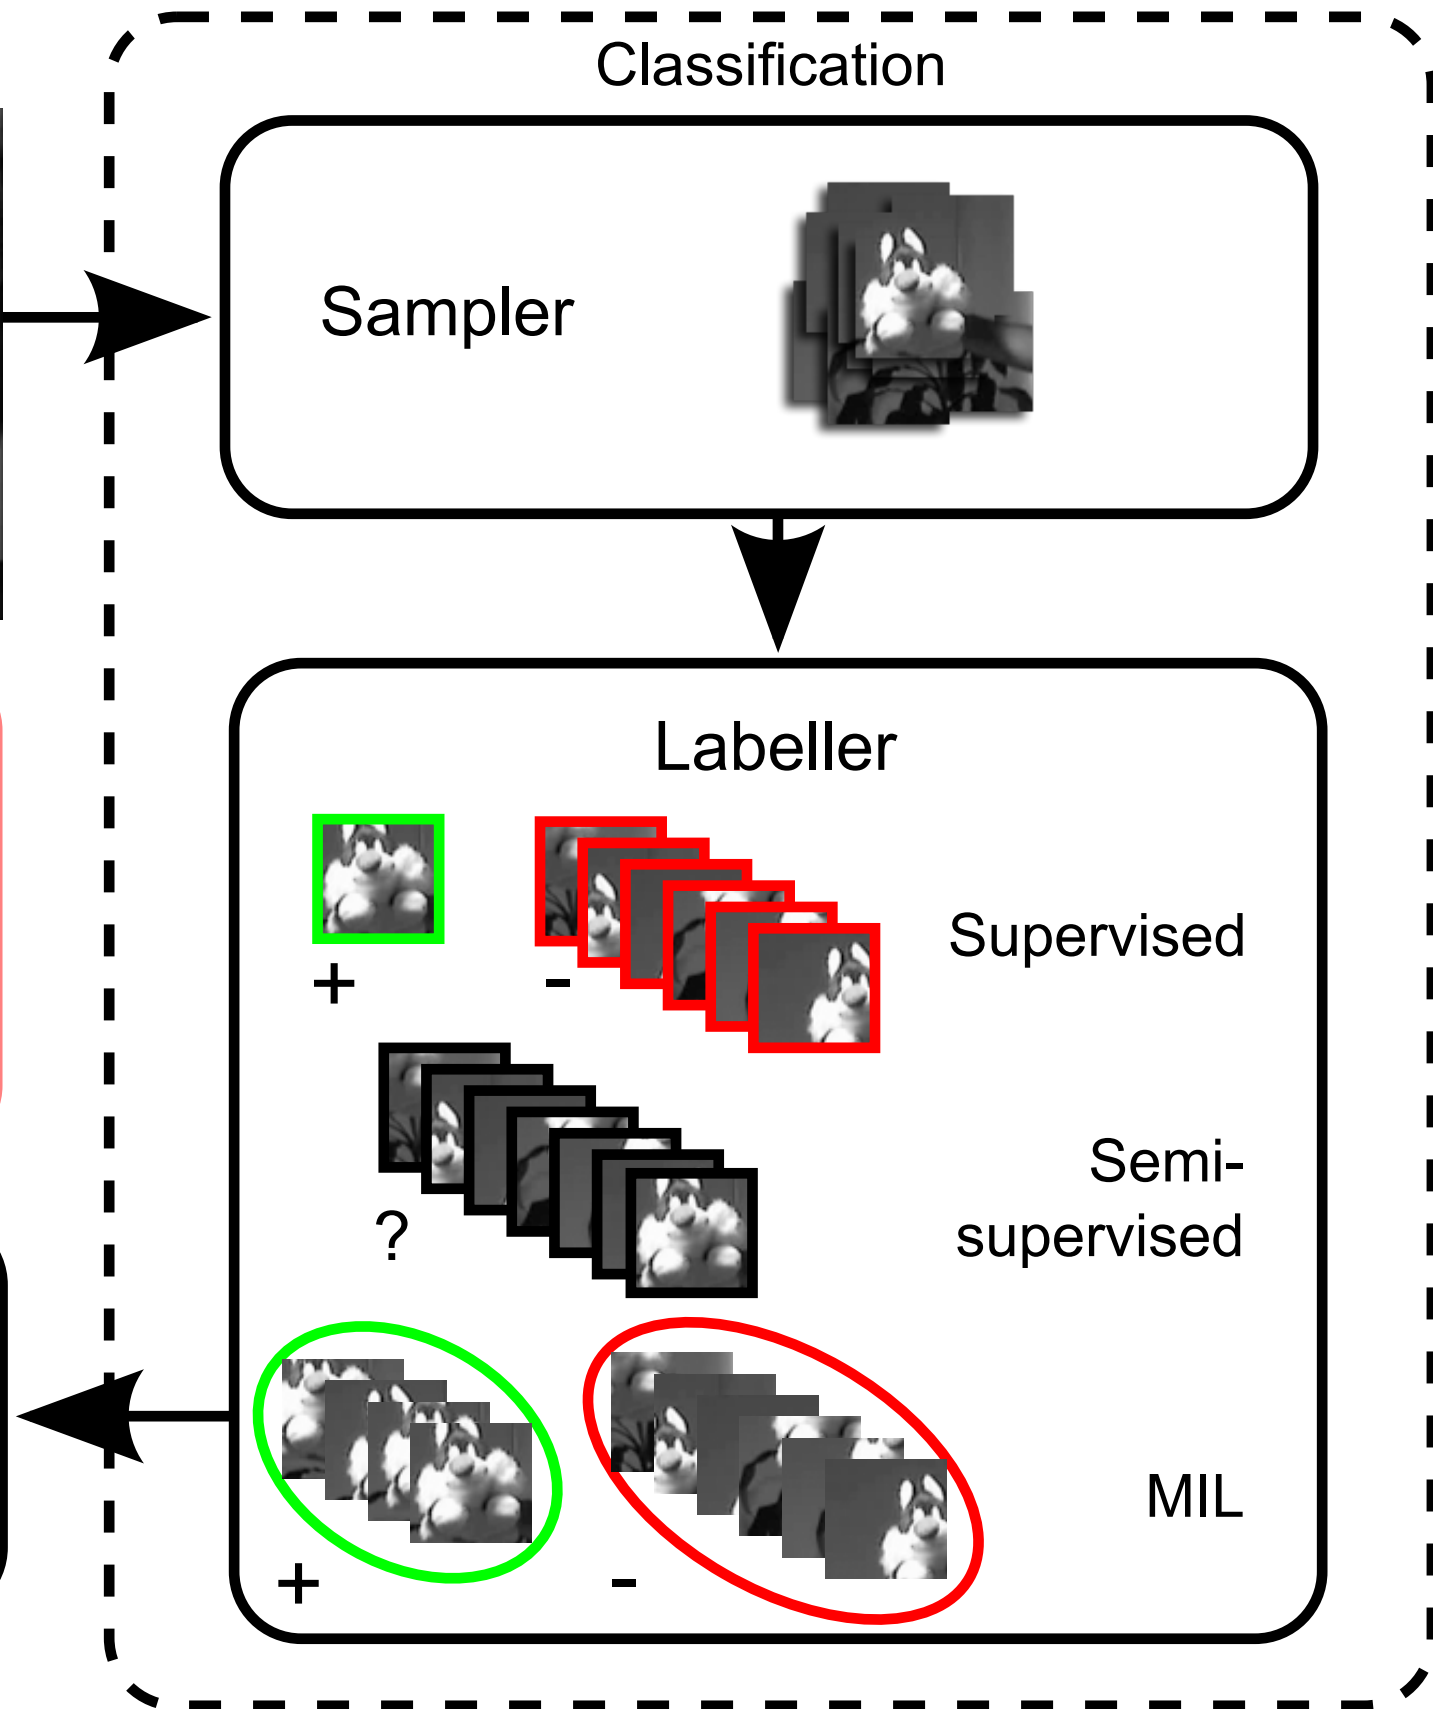 Classification
Sampler
Labeller
+ -
Supervised
?
Semi-
supervised
MIL
+ -